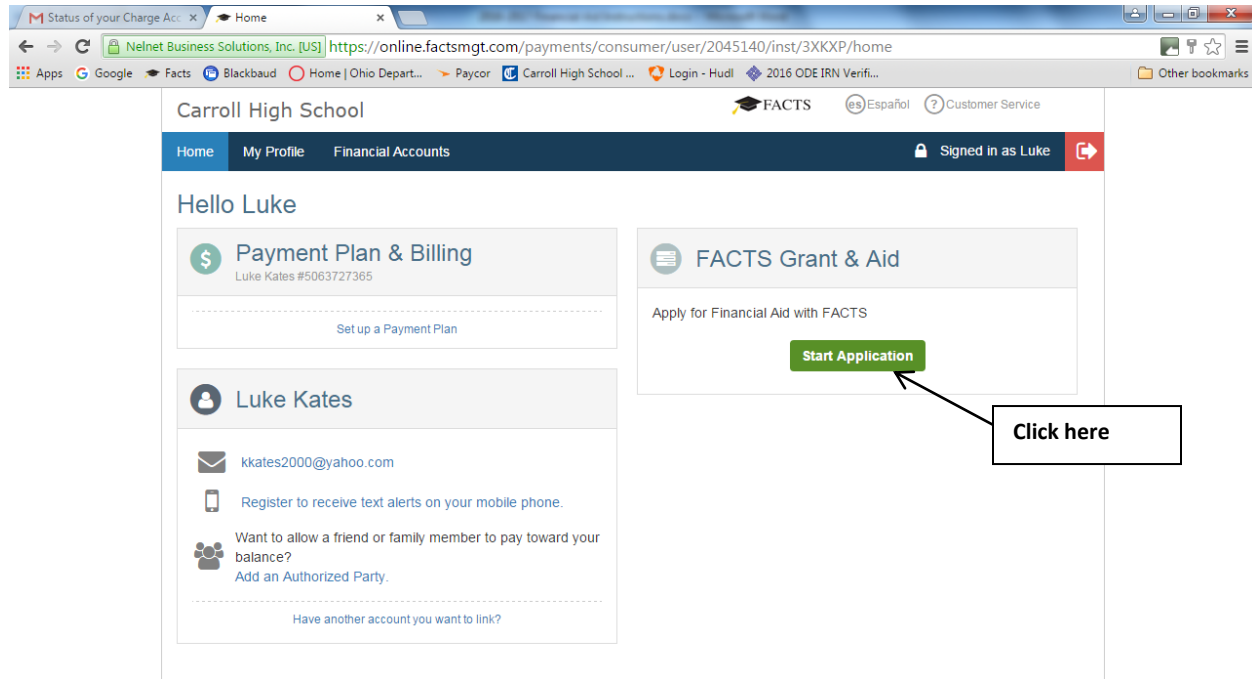 Status of your Charge Acc
Home
Nelnet Business Solutions, Inc. [US] https://online.factsmgt.com/payments/consumer/user/2045140/inst/3XKXP/home
Apps Google Facts Blackbaud Home | Ohio Depart... Paycor Carroll High School ... Login - Hudl 2016 ODE IRN Verifi... Other bookmarks
Carroll High School
FACTS
es Español
? Customer Service
Home My Profile Financial Accounts Signed in as Luke
Hello Luke
$ Payment Plan & Billing
Luke Kates #5063727365
Set up a Payment Plan
FACTS Grant & Aid
Apply for Financial Aid with FACTS
Start Application
Click here
Luke Kates
kkates2000@yahoo.com
Register to receive text alerts on your mobile phone.
Want to allow a friend or family member to pay toward your
balance?
Add an Authorized Party.
Have another account you want to link?